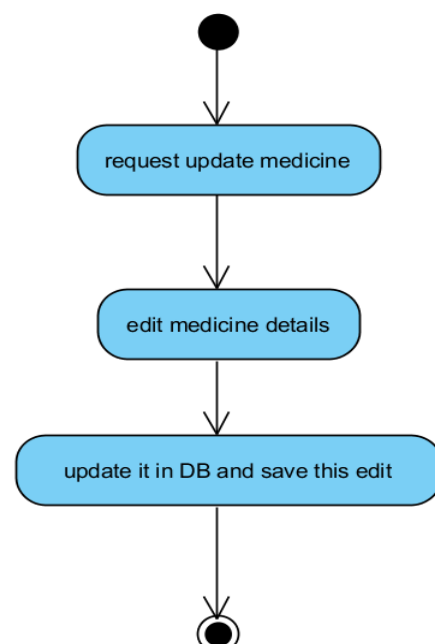 request update medicine
edit medicine details
update it in DB and save this edit